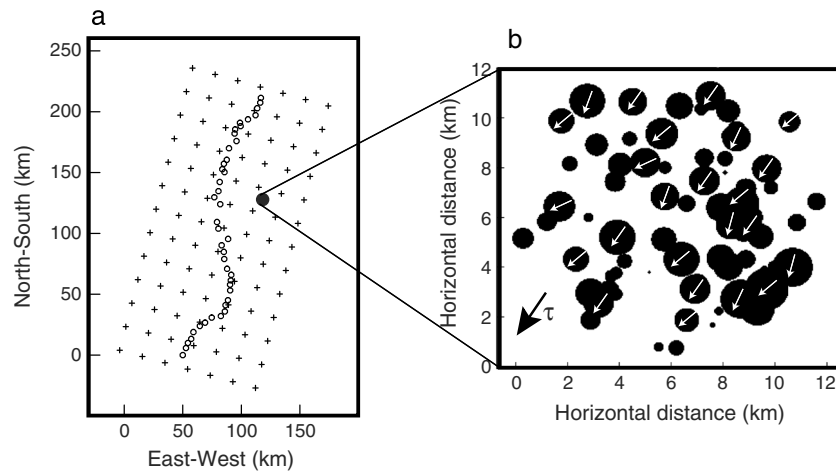 a
250
200
150
100
50
0
North-South (km)
0 50 100 150
East-West (km)
b
12
10
8
6
4
2
0
Horizontal distance (km)
τ
0 2 4 6 8 10 12
Horizontal distance (km)